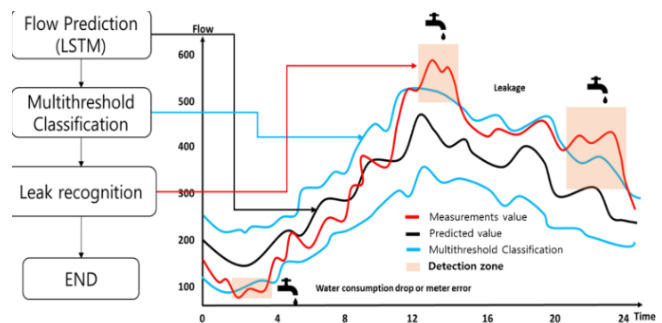 Flow Prediction
(LSTM)
Multithreshold
Classification
Leak recognition
END
Flow
600
500
400
300
200
100
Leakage
Measurements value
Predicted value
Multithreshold Classification
Detection zone
Water consumption drop or meter error
0 4 8 12 16 20 24 Time